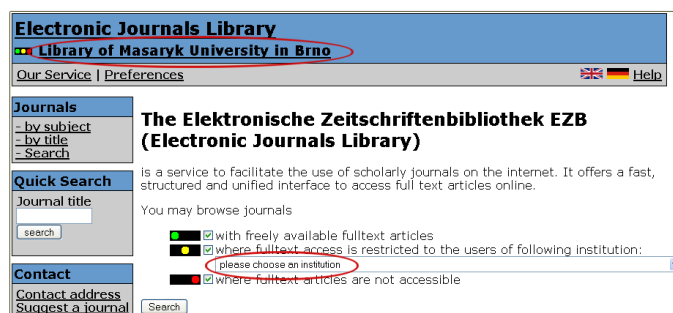 Electronic Journals Library
Library of Masaryk University in Brno
Our Service | Preferences
Help
Journals
- by subject
- by title
- Search
Quick Search
Journal title
search
Contact
Contact address
Suggest a journal
The Elektronische Zeitschriftenbibliothek EZB
(Electronic Journals Library)
is a service to facilitate the use of scholarly journals on the internet. It offers a fast,
structured and unified interface to access full text articles online.
You may browse journals
with freely available fulltext articles
where fulltext access is restricted to the users of following institution:
please choose an institution
where fulltext articles are not accessible
Search